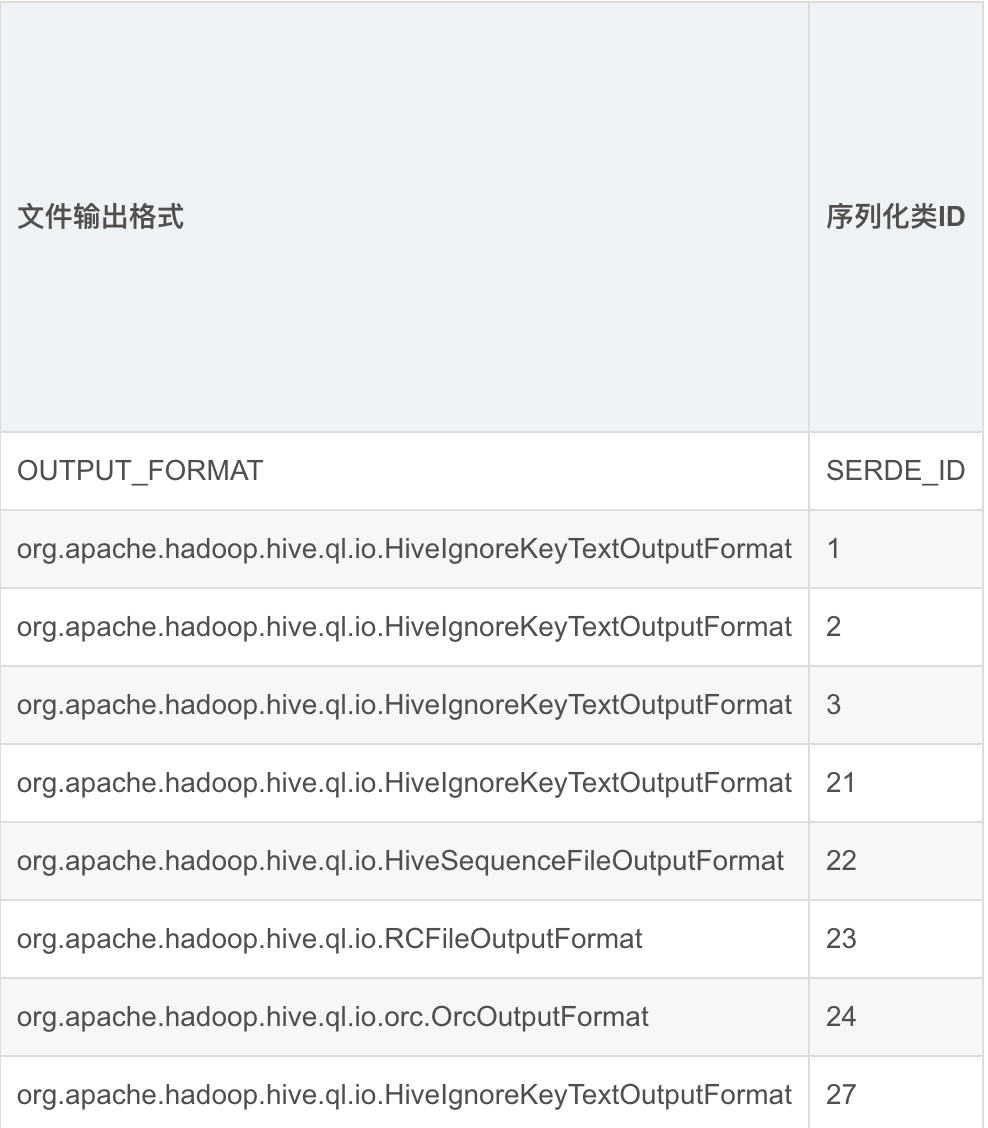 文件输出格式 序列化类ID
OUTPUT_FORMAT SERDE_ID
org.apache.hadoop.hive.ql.io.HiveIgnoreKeyTextOutputFormat 1
org.apache.hadoop.hive.ql.io.HiveIgnoreKeyTextOutputFormat 2
org.apache.hadoop.hive.ql.io.HiveIgnoreKeyTextOutputFormat 3
org.apache.hadoop.hive.ql.io.HiveIgnoreKeyTextOutputFormat 21
org.apache.hadoop.hive.ql.io.HiveSequenceFileOutputFormat 22
org.apache.hadoop.hive.ql.io.RCFileOutputFormat 23
org.apache.hadoop.hive.ql.io.orc.OrcOutputFormat 24
org.apache.hadoop.hive.ql.io.HiveIgnoreKeyTextOutputFormat 27